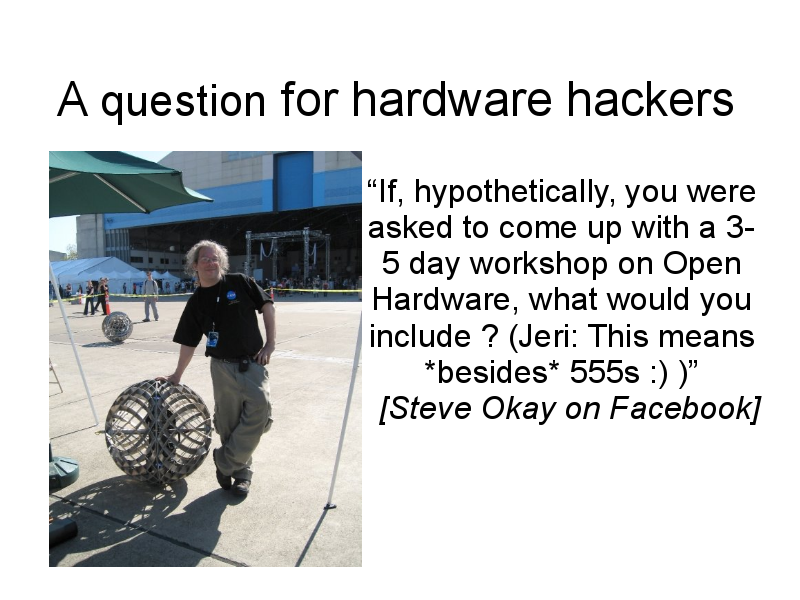 A question for hardware hackers
“If, hypothetically, you were
asked to come up with a 3-
5 day workshop on Open
Hardware, what would you
include ? (Jeri: This means
*besides* 555s :) )”
[Steve Okay on Facebook]